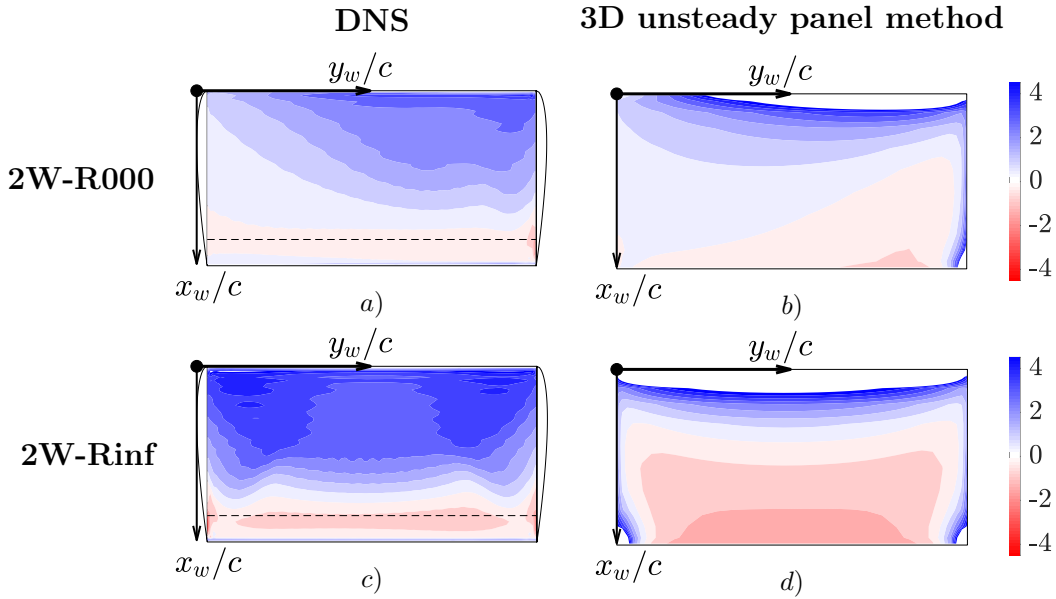 DNS
3D unsteady panel method
y_w/c
y_w/c
4
2
0
-2
-4
2W-R000
x_w/c
x_w/c
a)
b)
y_w/c
y_w/c
4
2
0
-2
-4
2W-Rinf
x_w/c
x_w/c
c)
d)